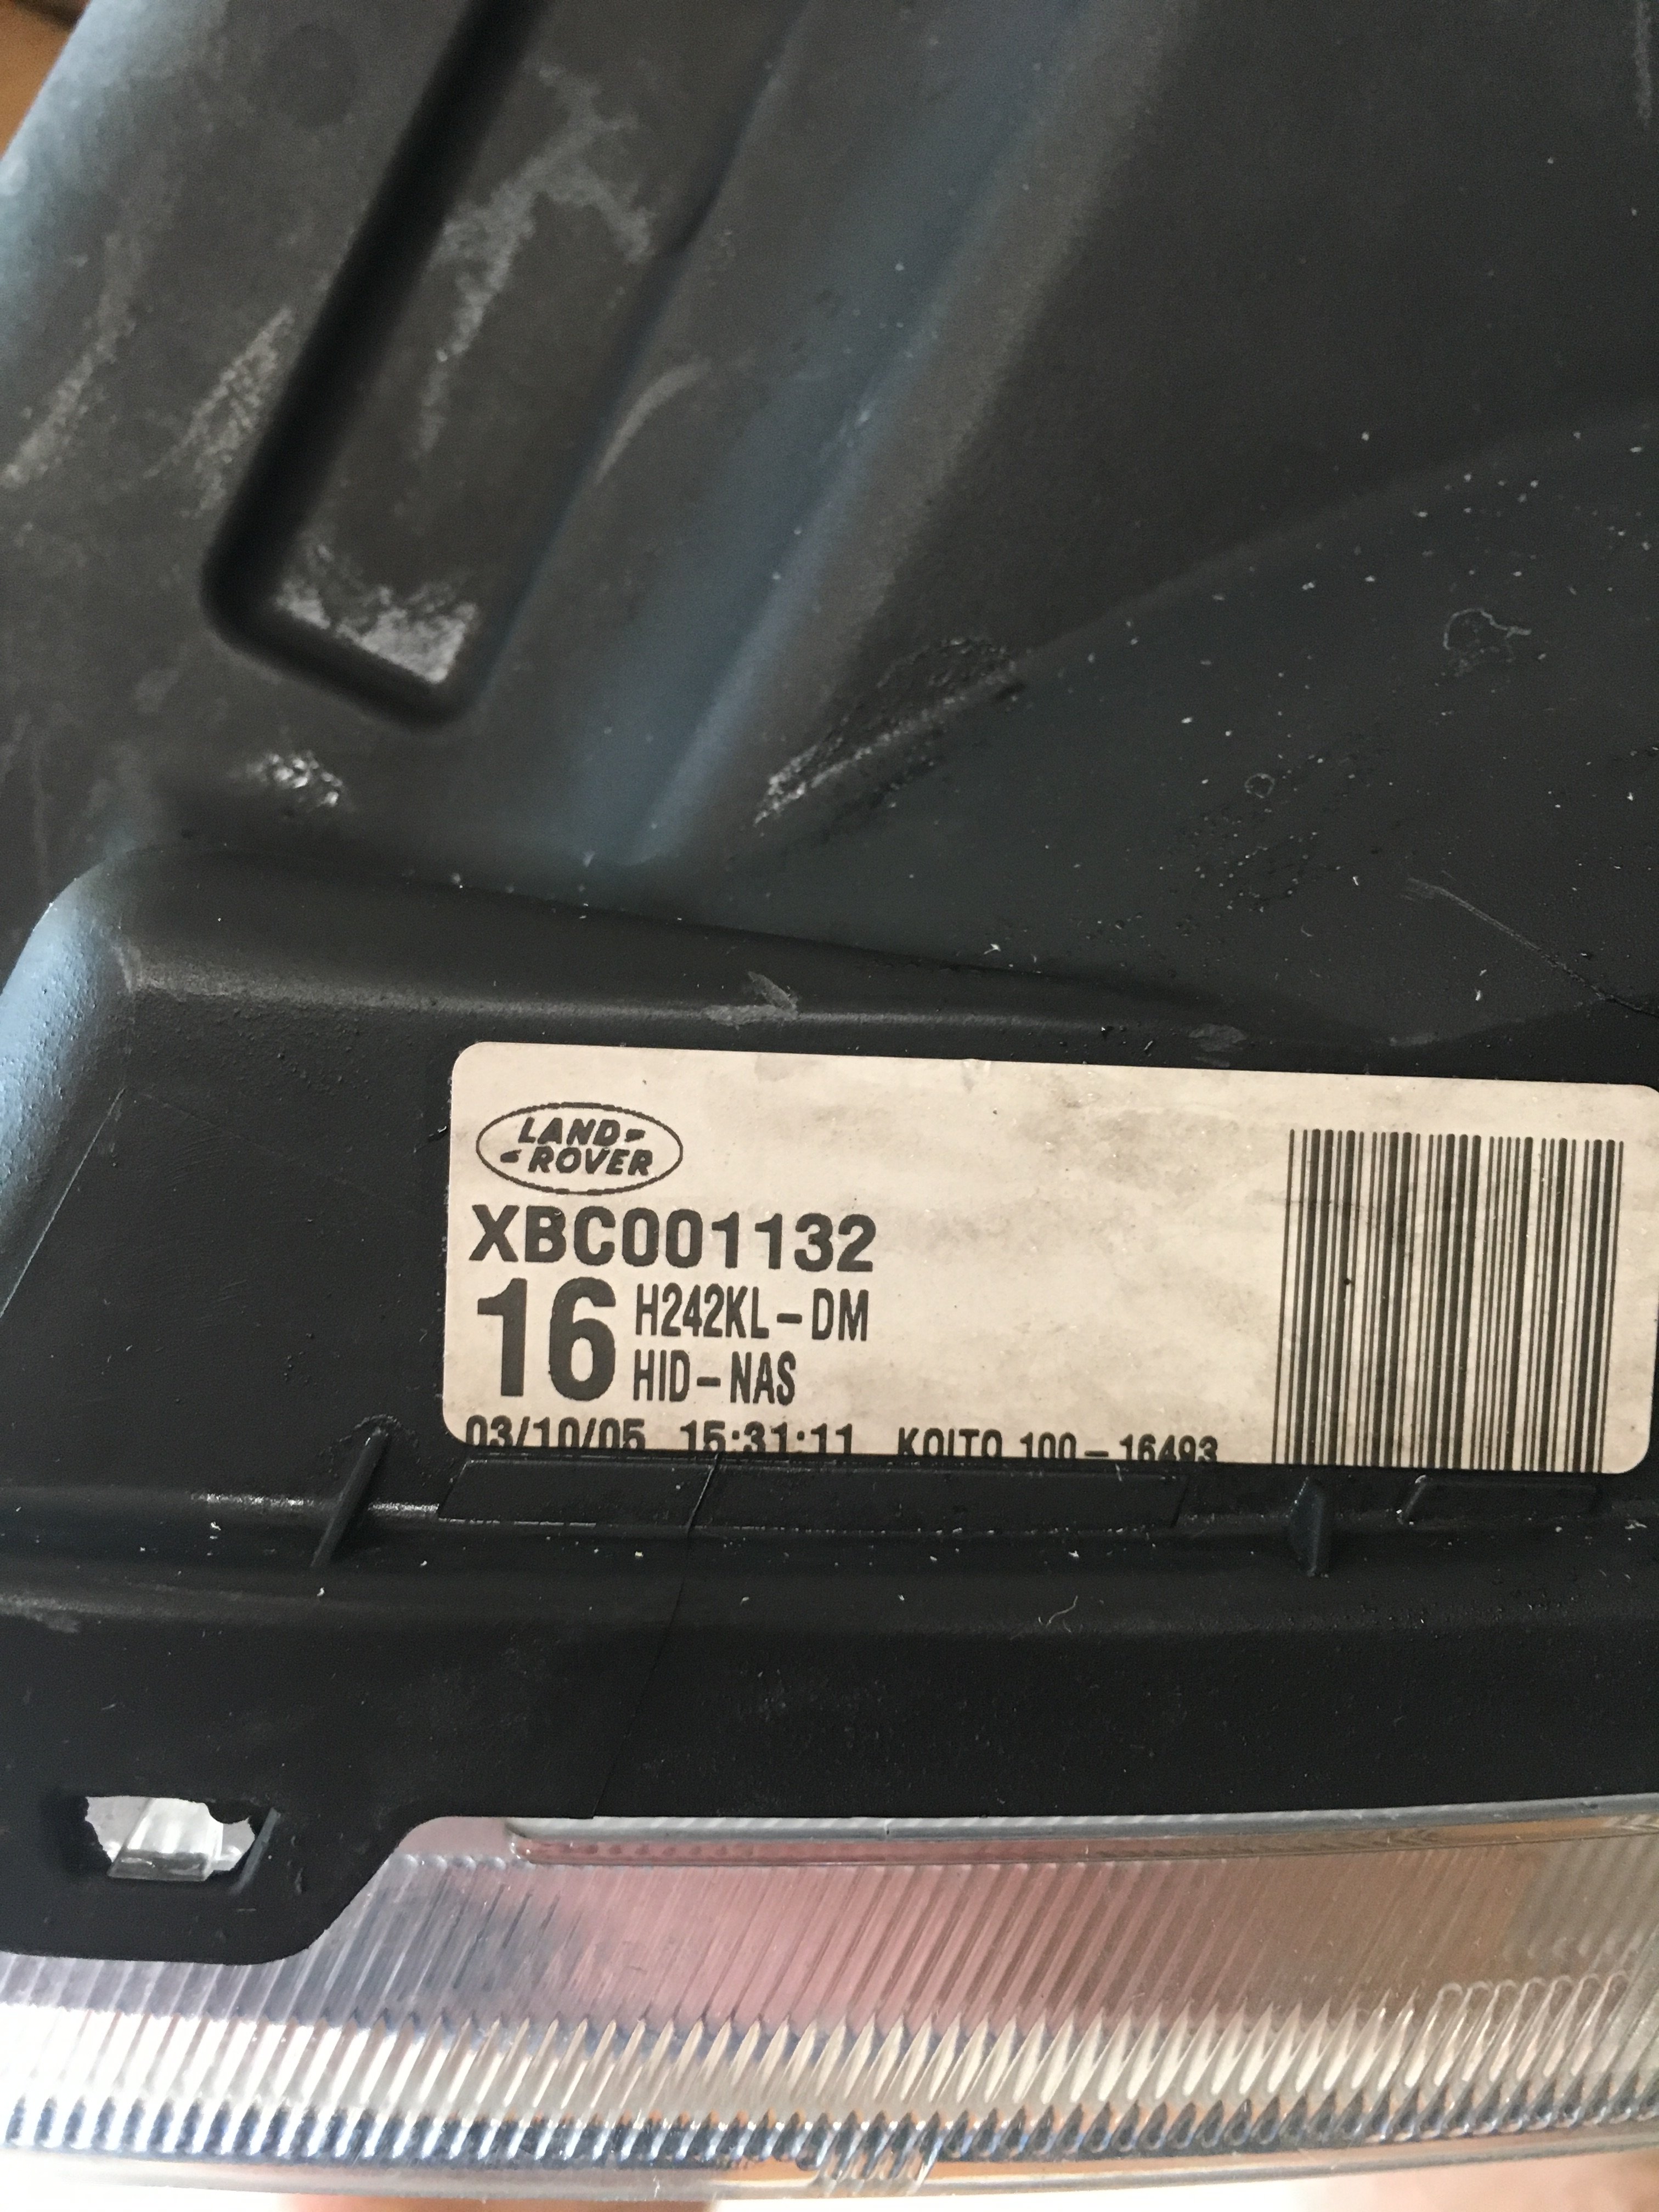 LAND-
-ROVER
XBC001132
16 H242KL-DM
HID-NAS
03/10/05 15:31:11 KOITO 100-16493